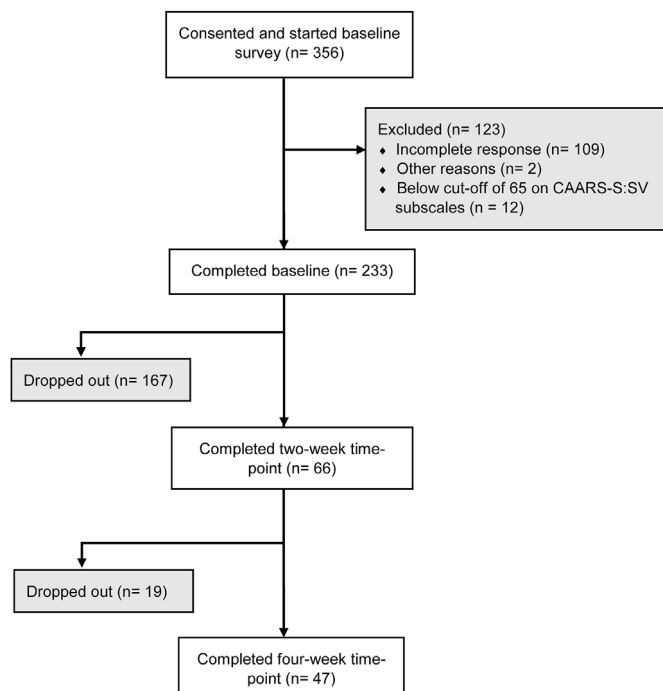 Consented and started baseline
survey (n= 356)
Excluded (n= 123)
♦ Incomplete response (n= 109)
♦ Other reasons (n= 2)
♦ Below cut-off of 65 on CAARS-S:SV
subscales (n = 12)
Completed baseline (n= 233)
Dropped out (n= 167)
Completed two-week time-
point (n= 66)
Dropped out (n= 19)
Completed four-week time-
point (n= 47)